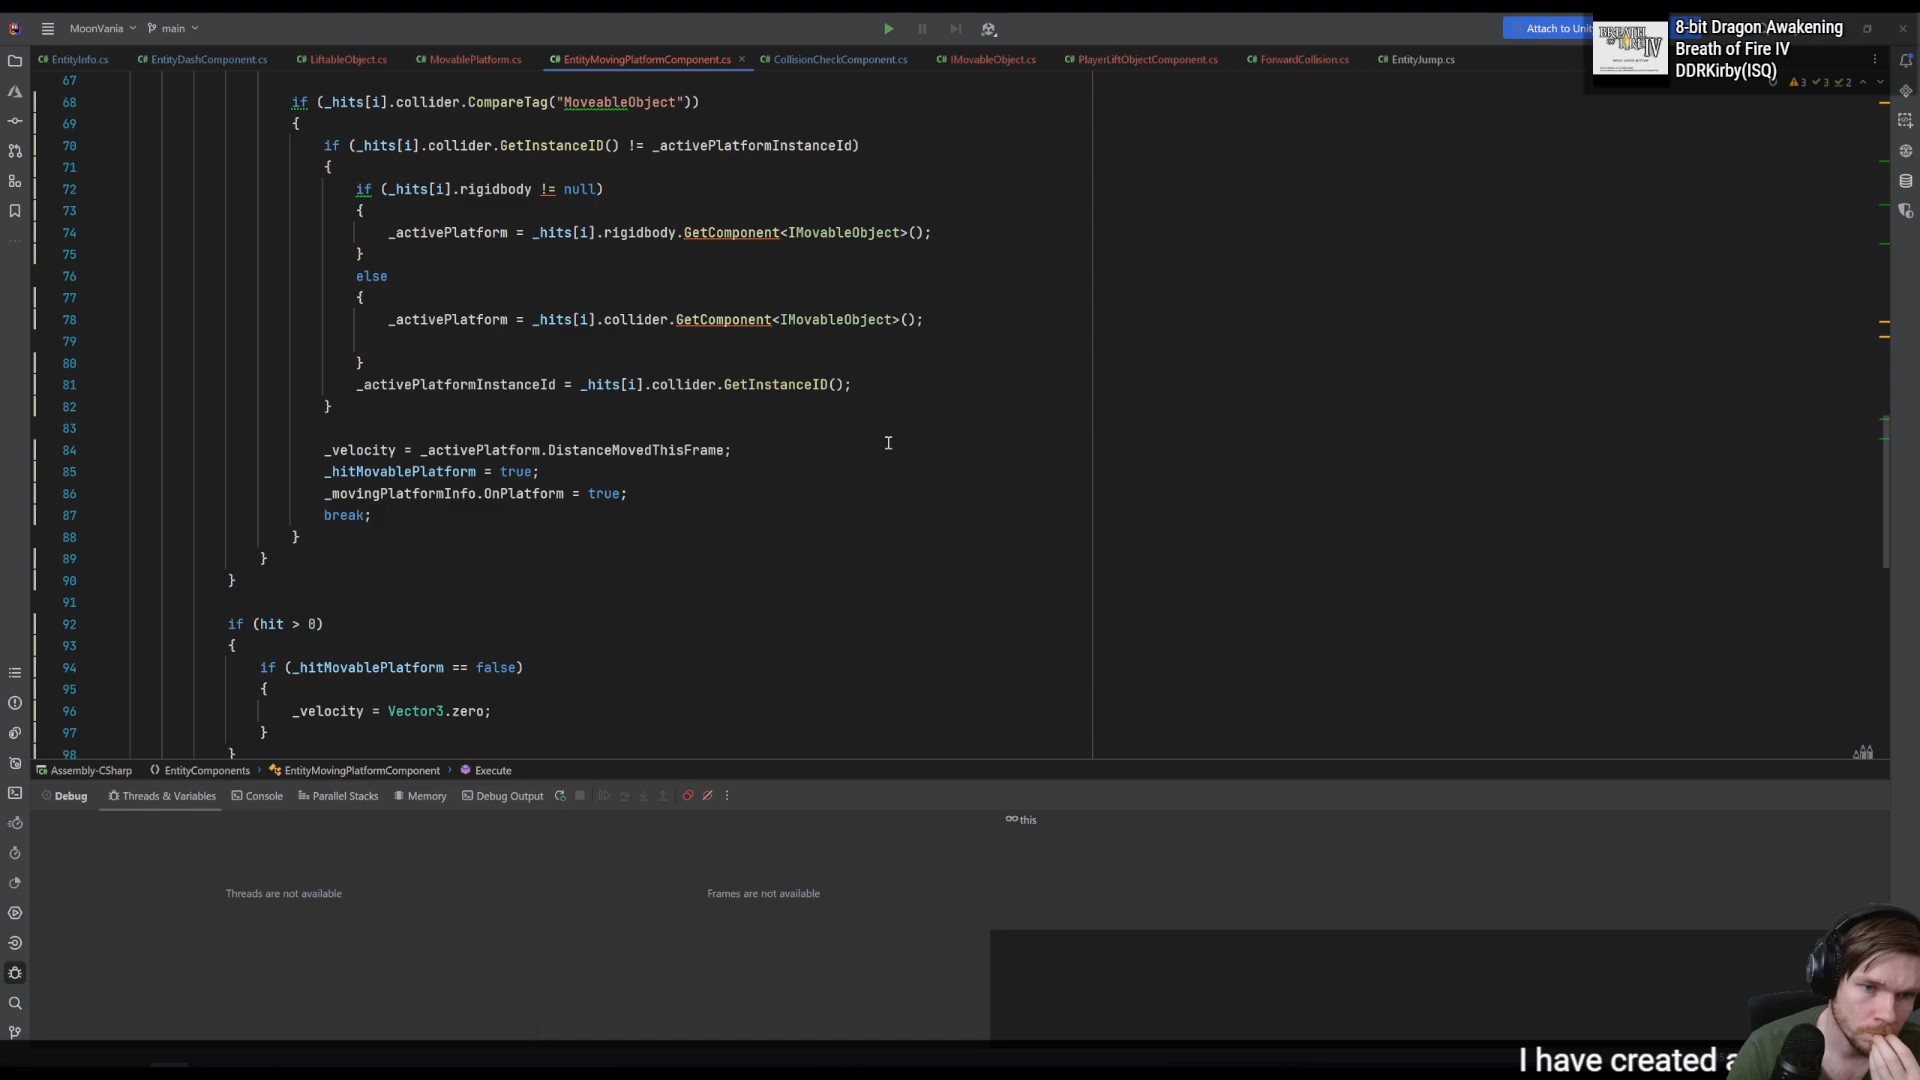 MoonVania
main
Attach to Unit
8-bit Dragon Awakening
Breath of Fire IV
DDRKirby(ISQ)
BREATH OF FIRE IV
EntityInfo.cs
EntityDashComponent.cs
LiftableObject.cs
MovablePlatform.cs
EntityMovingPlatformComponent.cs
CollisionCheckComponent.cs
IMovableObject.cs
PlayerLiftObjectComponent.cs
ForwardCollision.cs
EntityJump.cs
3 3 2
67
68 if (_hits[i].collider.CompareTag("MoveableObject"))
69 {
70 if (_hits[i].collider.GetInstanceID() != _activePlatformInstanceId)
71 {
72 if (_hits[i].rigidbody != null)
73 {
74 _activePlatform = _hits[i].rigidbody.GetComponent<IMovableObject>();
75 }
76 else
77 {
78 _activePlatform = _hits[i].collider.GetComponent<IMovableObject>();
79
80 }
81 _activePlatformInstanceId = _hits[i].collider.GetInstanceID();
82 }
83
84 _velocity = _activePlatform.DistanceMovedThisFrame;
85 _hitMovablePlatform = true;
86 _movingPlatformInfo.OnPlatform = true;
87 break;
88 }
89 }
90 }
91
92 if (hit > 0)
93 {
94 if (_hitMovablePlatform == false)
95 {
96 _velocity = Vector3.zero;
97 }
98 }
Assembly-CSharp
EntityComponents
EntityMovingPlatformComponent
Execute
Debug
Threads & Variables
Console
Parallel Stacks
Memory
Debug Output
this
Threads are not available
Frames are not available
I have created